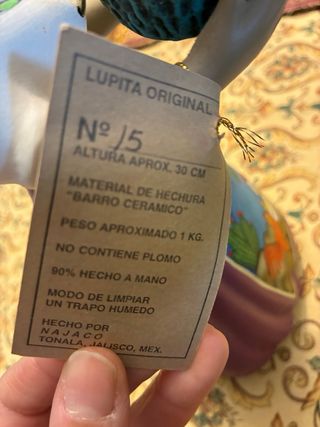 LUPITA ORIGINAL
Nº 15
ALTURA APROX. 30 CM
MATERIAL DE HECHURA
"BARRO CERAMICO"
PESO APROXIMADO 1 KG.
NO CONTIENE PLOMO
90% HECHO A MANO
MODO DE LIMPIAR
UN TRAPO HUMEDO
HECHO POR
NAJACO
TONALA, JALISCO, MEX.